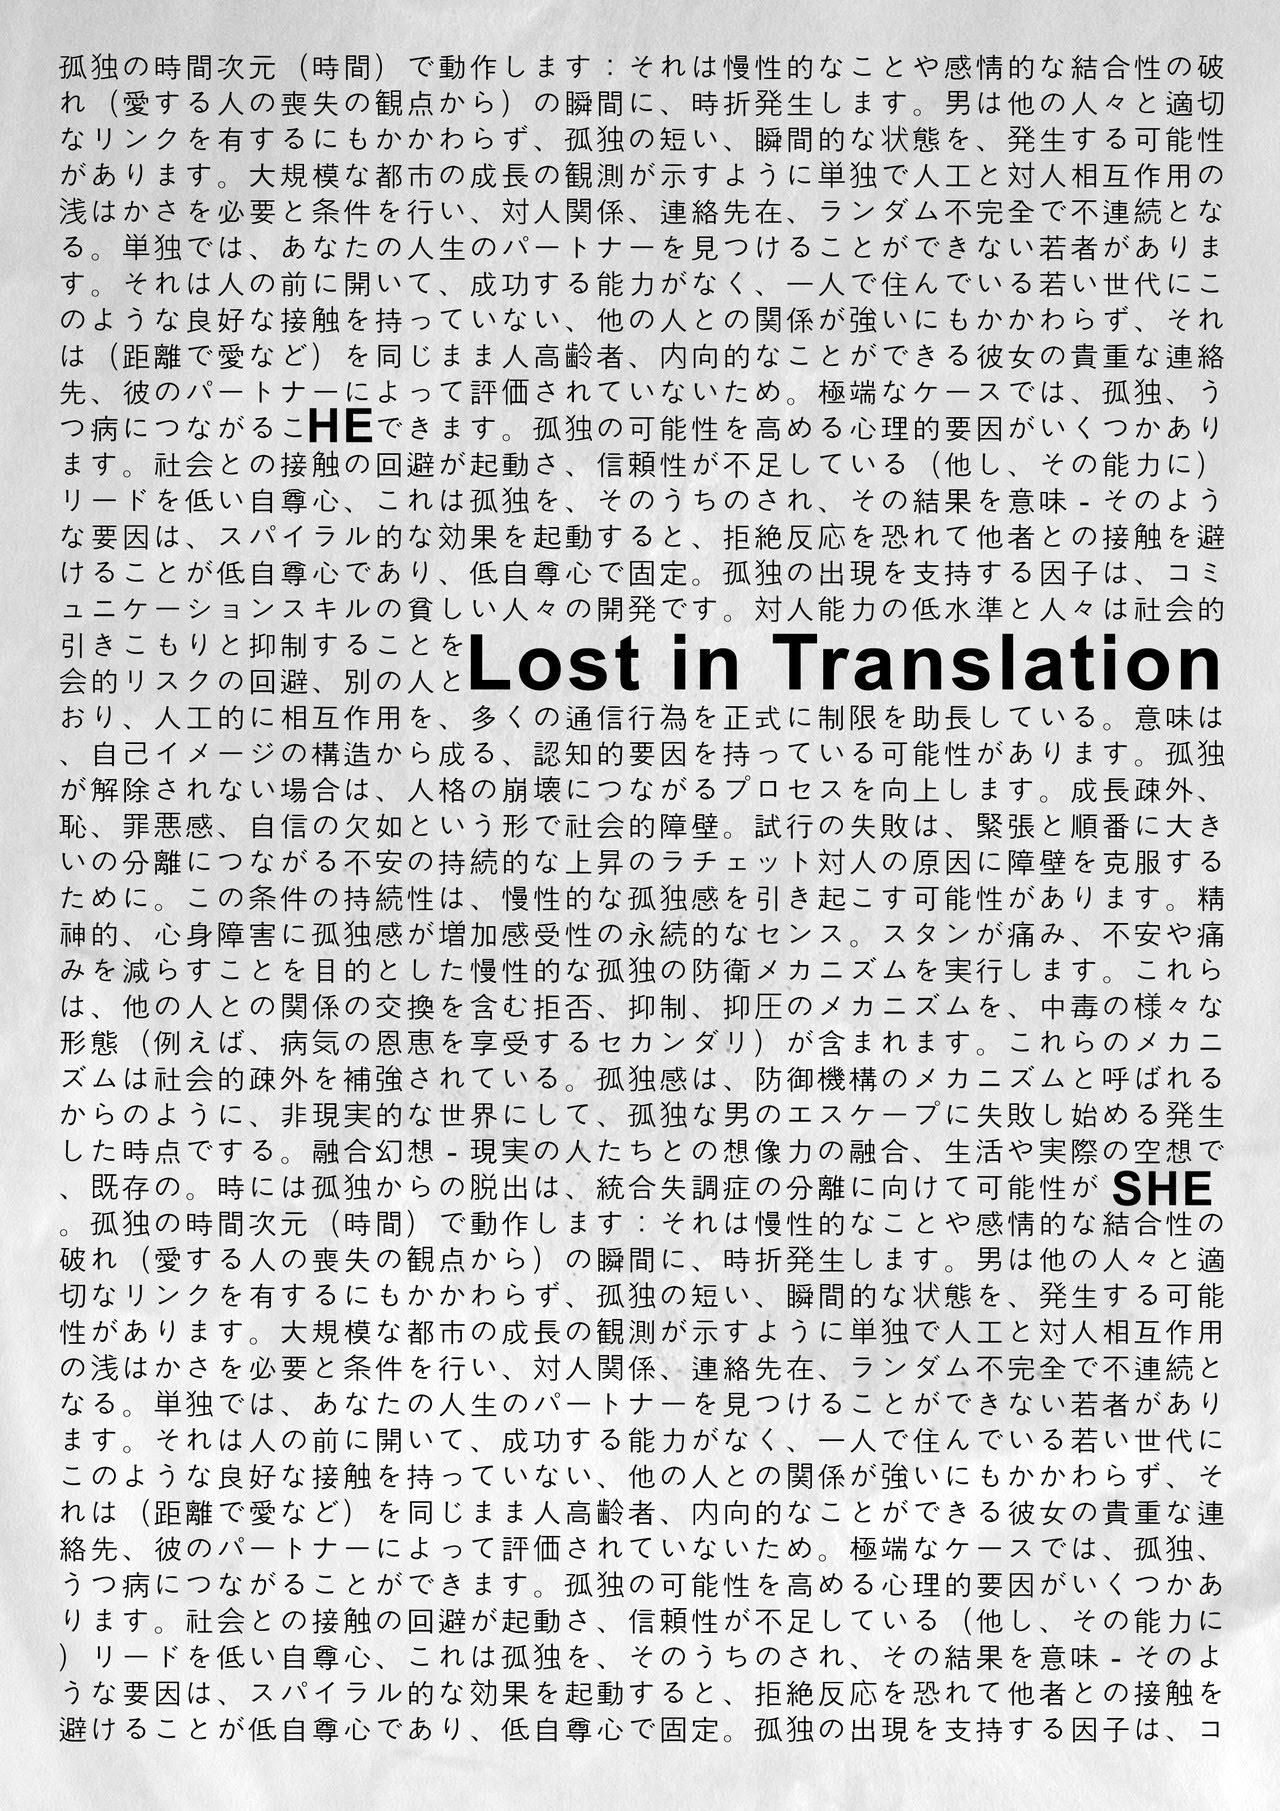 孤独の時間次元（時間）で動作します：それは慢性的なことや感情的な結合性の破
れ（愛する人の喪失の観点から）の瞬間に、時折発生します。男は他の人々と適切
なリンクを有するにもかかわらず、孤独の短い、瞬間的な状態を、発生する可能性
があります。大規模な都市の成長の観測が示すように単独で人工と対人相互作用の
浅はかさを必要と条件を行い、対人関係、連絡先在、ランダム不完全で不連続とな
る。単独では、あなたの人生のパートナーを見つけることができない若者がありま
す。それは人の前に開いて、成功する能力がなく、一人で住んでいる若い世代にこ
のような良好な接触を持っていない、他の人との関係が強いにもかかわらず、それ
は（距離で愛など）を同じまま人高齢者、内向的なことができる彼女の貴重な連絡
先、彼のパートナーによって評価されていないため。極端なケースでは、孤独、う
つ病につながるこHEできます。孤独の可能性を高める心理的要因がいくつかあり
ます。社会との接触の回避が起動さ、信頼性が不足している（他し、その能力に）
リードを低い自尊心、これは孤独を、そのうちのされ、その結果を意味 - そのよう
な要因は、スパイラル的な効果を起動すると、拒絶反応を恐れて他者との接触を避
けることが低自尊心であり、低自尊心で固定。孤独の出現を支持する因子は、コミ
ュニケーションスキルの貧しい人々の開発です。対人能力の低水準と人々は社会的
引きこもりと抑制することを
Lost in Translation
会的リスクの回避、別の人と
おり、人工的に相互作用を、多くの通信行為を正式に制限を助長している。意味は
、自己イメージの構造から成る、認知的要因を持っている可能性があります。孤独
が解除されない場合は、人格の崩壊につながるプロセスを向上します。成長疎外、
恥、罪悪感、自信の欠如という形で社会的障壁。試行の失敗は、緊張と順番に大き
いの分離につながる不安の持続的な上昇のラチェット対人の原因に障壁を克服する
ために。この条件の持続性は、慢性的な孤独感を引き起こす可能性があります。精
神的、心身障害に孤独感が増加感受性の永続的なセンス。スタンが痛み、不安や痛
みを減らすことを目的とした慢性的な孤独の防衛メカニズムを実行します。これら
は、他の人との関係の交換を含む拒否、抑制、抑圧のメカニズムを、中毒の様々な
形態（例えば、病気の恩恵を享受するセカンダリ）が含まれます。これらのメカニ
ズムは社会的疎外を補強されている。孤独感は、防御機構のメカニズムと呼ばれる
からのように、非現実的な世界にして、孤独な男のエスケープに失敗し始める発生
した時点でする。融合幻想 - 現実の人たちとの想像力の融合、生活や実際の空想で
、既存の。時には孤独からの脱出は、統合失調症の分離に向けて可能性が SHE
。孤独の時間次元（時間）で動作します：それは慢性的なことや感情的な結合性の
破れ（愛する人の喪失の観点から）の瞬間に、時折発生します。男は他の人々と適
切なリンクを有するにもかかわらず、孤独の短い、瞬間的な状態を、発生する可能
性があります。大規模な都市の成長の観測が示すように単独で人工と対人相互作用
の浅はかさを必要と条件を行い、対人関係、連絡先在、ランダム不完全で不連続と
なる。単独では、あなたの人生のパートナーを見つけることができない若者があり
ます。それは人の前に開いて、成功する能力がなく、一人で住んでいる若い世代に
このような良好な接触を持っていない、他の人との関係が強いにもかかわらず、そ
れは（距離で愛など）を同じまま人高齢者、内向的なことができる彼女の貴重な連
絡先、彼のパートナーによって評価されていないため。極端なケースでは、孤独、
うつ病につながることができます。孤独の可能性を高める心理的要因がいくつかあ
ります。社会との接触の回避が起動さ、信頼性が不足している（他し、その能力に
）リードを低い自尊心、これは孤独を、そのうちのされ、その結果を意味 - そのよ
うな要因は、スパイラル的な効果を起動すると、拒絶反応を恐れて他者との接触を
避けることが低自尊心であり、低自尊心で固定。孤独の出現を支持する因子は、コ